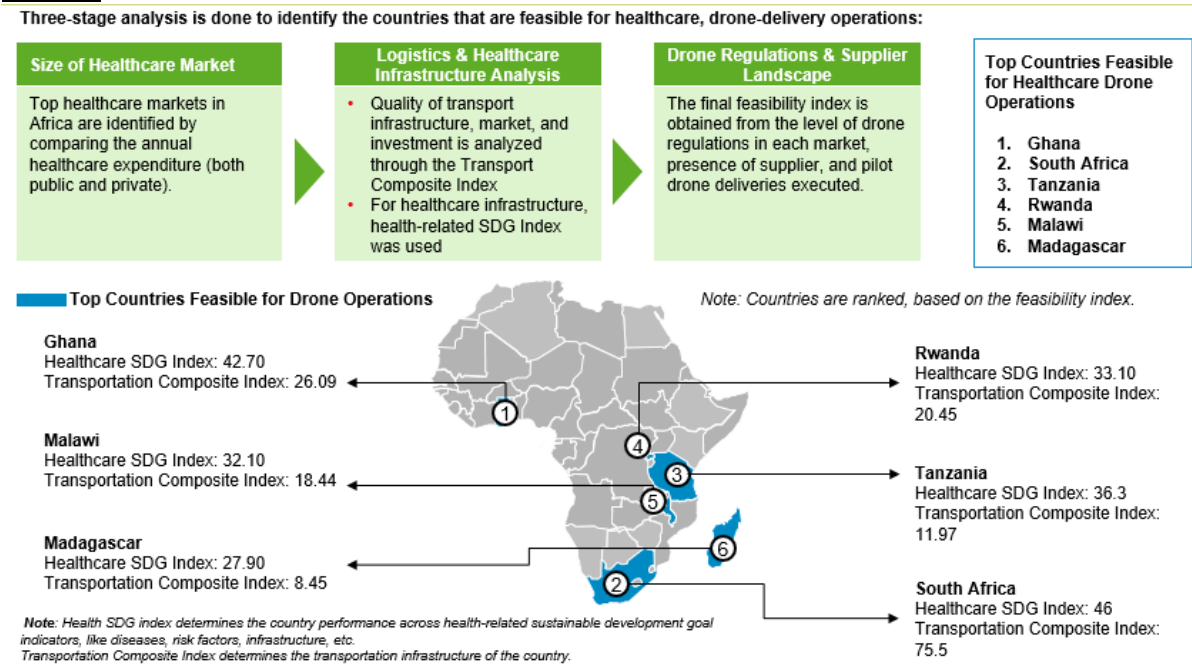 Three-stage analysis is done to identify the countries that are feasible for healthcare, drone-delivery operations:
Size of Healthcare Market
Top healthcare markets in
Africa are identified by
comparing the annual
healthcare expenditure (both
public and private).
Logistics & Healthcare
Infrastructure Analysis
• Quality of transport
infrastructure, market, and
investment is analyzed
through the Transport
Composite Index
• For healthcare infrastructure,
health-related SDG Index
was used
Drone Regulations & Supplier
Landscape
The final feasibility index is
obtained from the level of drone
regulations in each market,
presence of supplier, and pilot
drone deliveries executed.
Top Countries Feasible
for Healthcare Drone
Operations
1. Ghana
2. South Africa
3. Tanzania
4. Rwanda
5. Malawi
6. Madagascar
Top Countries Feasible for Drone Operations
Note: Countries are ranked, based on the feasibility index.
Ghana
Healthcare SDG Index: 42.70
Transportation Composite Index: 26.09
Malawi
Healthcare SDG Index: 32.10
Transportation Composite Index: 18.44
Madagascar
Healthcare SDG Index: 27.90
Transportation Composite Index: 8.45
1
4
3
5
6
2
Rwanda
Healthcare SDG Index: 33.10
Transportation Composite Index:
20.45
Tanzania
Healthcare SDG Index: 36.3
Transportation Composite Index:
11.97
South Africa
Healthcare SDG Index: 46
Transportation Composite Index:
75.5
Note: Health SDG index determines the country performance across health-related sustainable development goal
indicators, like diseases, risk factors, infrastructure, etc.
Transportation Composite Index determines the transportation infrastructure of the country.